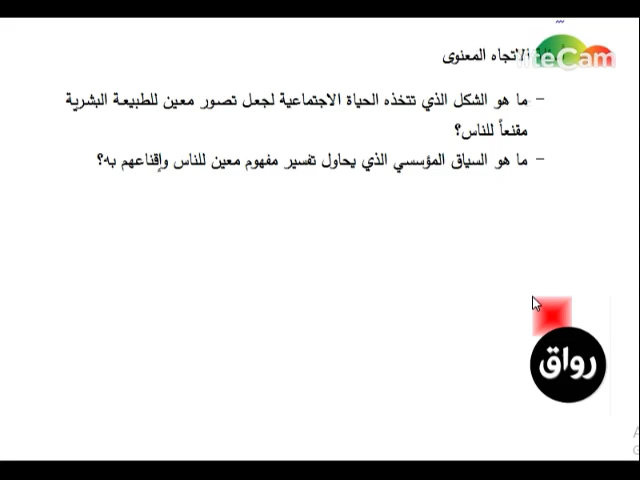 الاتجاه المعنوى
- ما هو الشكل الذي تتخذه الحياة الاجتماعية لجعل تصور معين للطبيعة البشرية
مقنعاً للناس؟
- ما هو السياق المؤسسي الذي يحاول تفسير مفهوم معين للناس وإقناعهم به؟
رواق